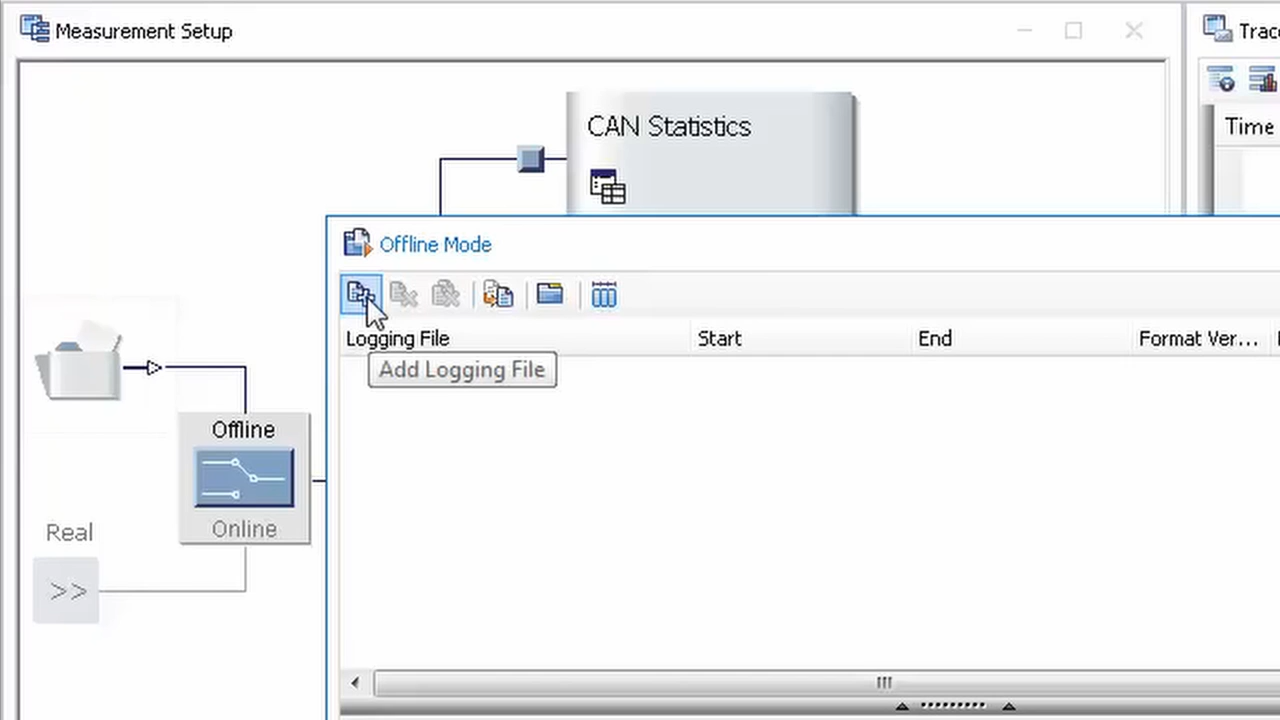 Measurement Setup
Trace
CAN Statistics
Time
Offline Mode
Logging File
Start
End
Format Ver...
Add Logging File
Offline
Online
Real
>>